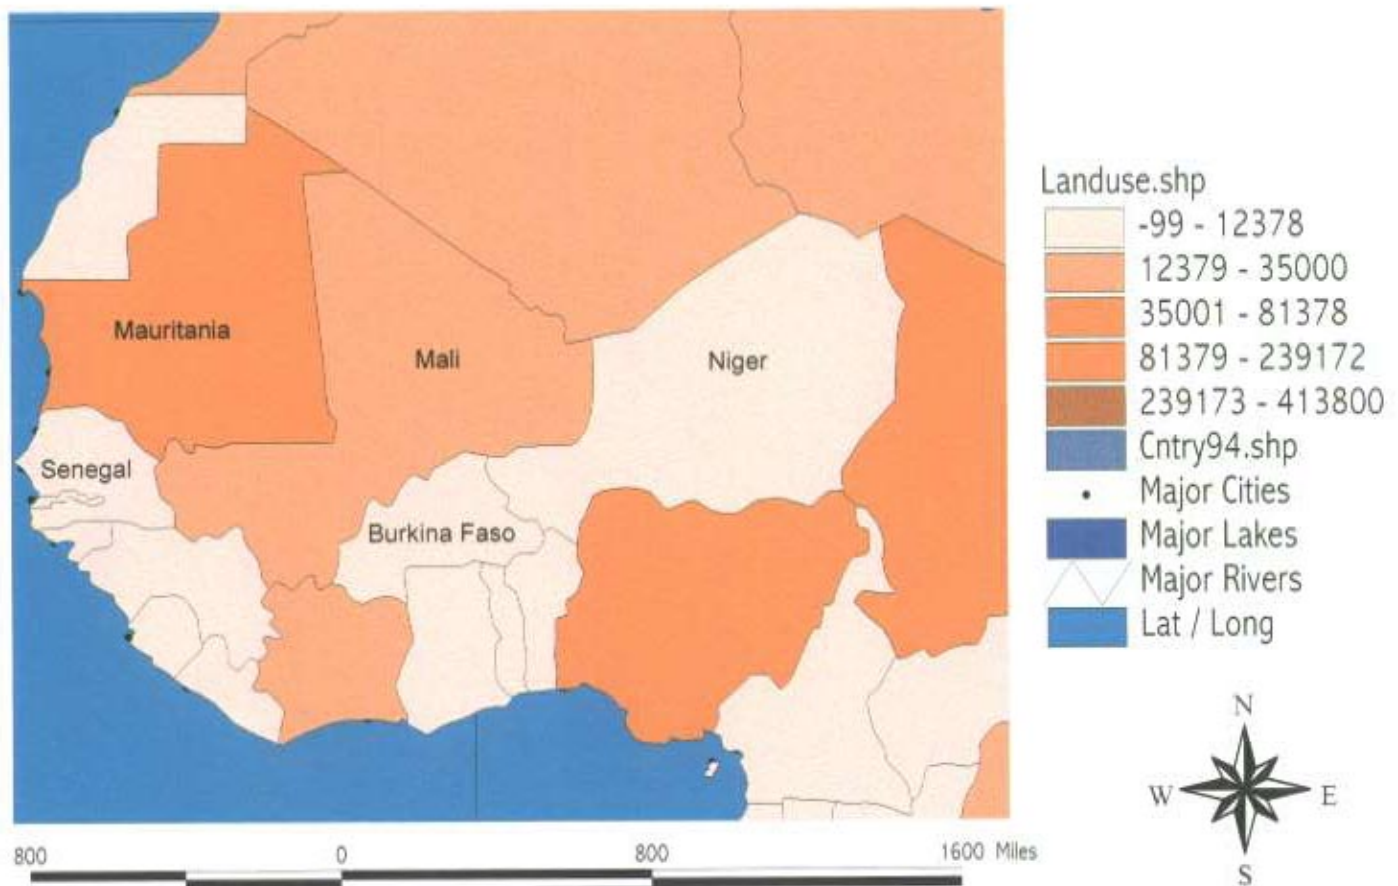 Landuse.shp
-99 - 12378
12379 - 35000
35001 - 81378
81379 - 239172
239173 - 413800
Cntry94.shp
Major Cities
Major Lakes
Major Rivers
Lat / Long
Mauritania
Mali
Niger
Senegal
Burkina Faso
N
W E
S
800 0 800 1600 Miles